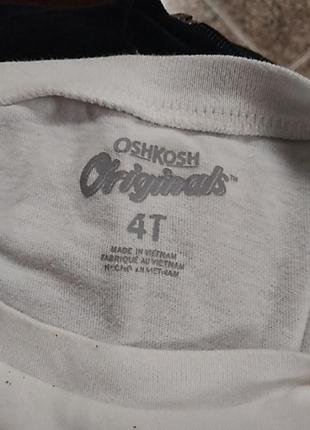 OSHKOSH
Originals™
4T
MADE IN VIETNAM
FABRIQUÉ AU VIETNAM
HECHO EN VIETNAM